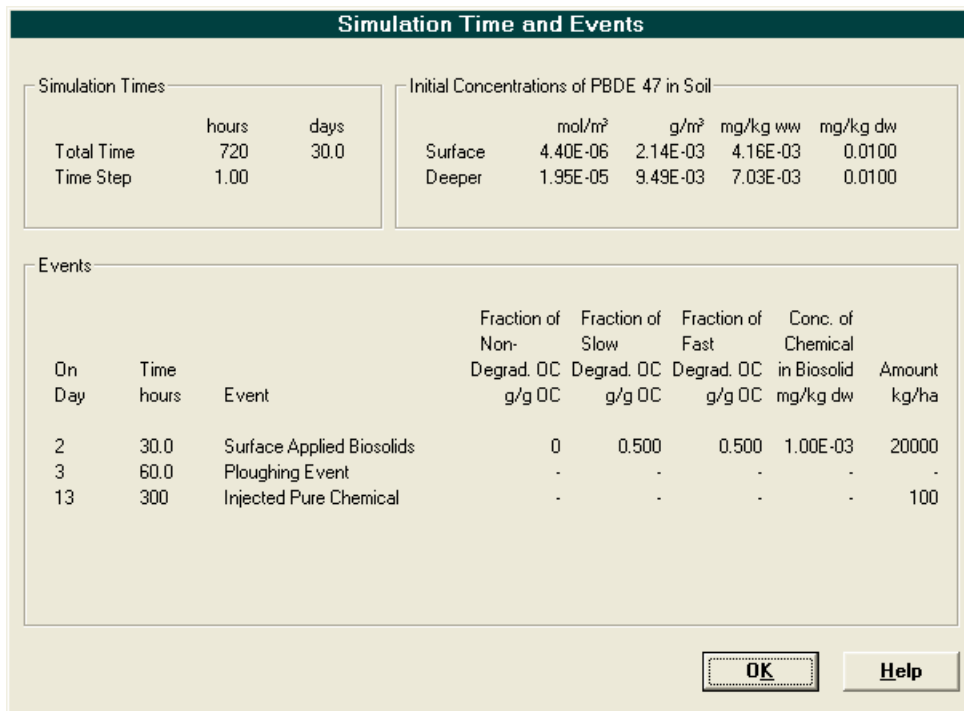 Simulation Time and Events
Simulation Times
hours days
Total Time 720 30.0
Time Step 1.00
Initial Concentrations of PBDE 47 in Soil
mol/m³ g/m³ mg/kg ww mg/kg dw
Surface 4.40E-06 2.14E-03 4.16E-03 0.0100
Deeper 1.95E-05 9.49E-03 7.03E-03 0.0100
Events
Fraction of Fraction of Fraction of Conc. of
Non- Slow Fast Chemical
On Time Degrad. OC Degrad. OC Degrad. OC in Biosolid Amount
Day hours Event g/g OC g/g OC g/g OC mg/kg dw kg/ha
2 30.0 Surface Applied Biosolids 0 0.500 0.500 1.00E-03 20000
3 60.0 Ploughing Event - - - - -
13 300 Injected Pure Chemical - - - - 100
OK Help